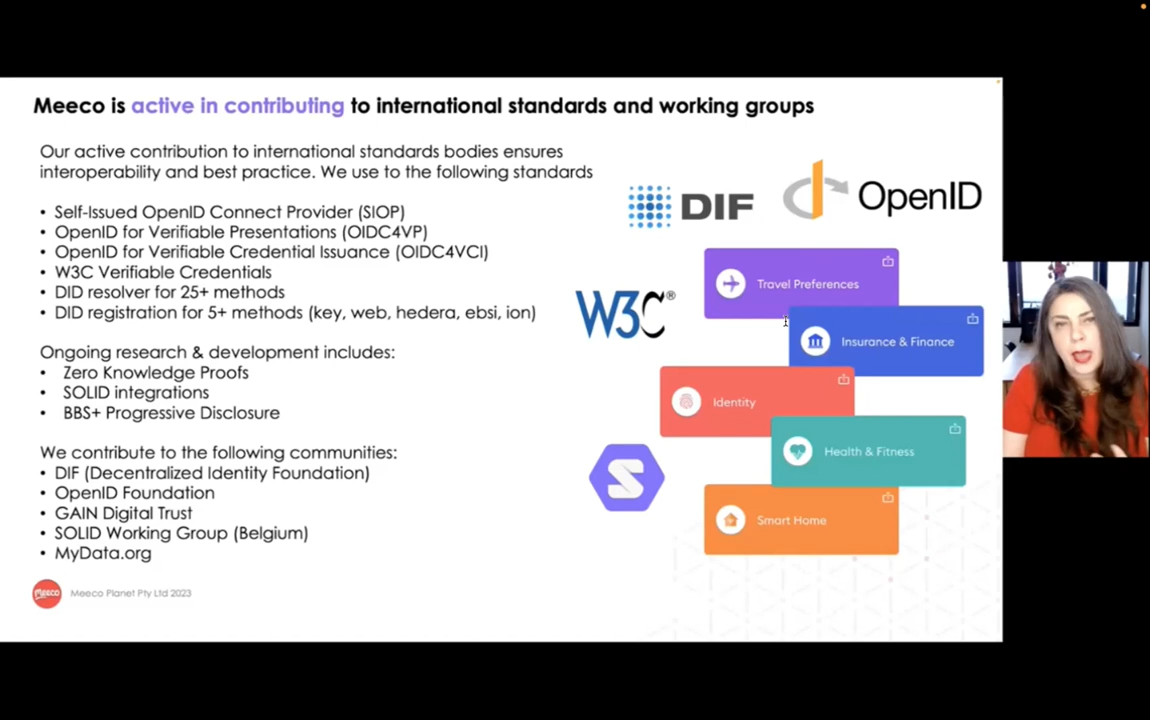 Meeco is active in contributing to international standards and working groups
Our active contribution to international standards bodies ensures
interoperability and best practice. We use to the following standards
• Self-Issued OpenID Connect Provider (SIOP)
• OpenID for Verifiable Presentations (OIDC4VP)
• OpenID for Verifiable Credential Issuance (OIDC4VCI)
• W3C Verifiable Credentials
• DID resolver for 25+ methods
• DID registration for 5+ methods (key, web, hedera, ebsi, ion)
Ongoing research & development includes:
• Zero Knowledge Proofs
• SOLID integrations
• BBS+ Progressive Disclosure
We contribute to the following communities:
• DIF (Decentralized Identity Foundation)
• OpenID Foundation
• GAIN Digital Trust
• SOLID Working Group (Belgium)
• MyData.org
DIF
OpenID
W3C®
Travel Preferences
Insurance & Finance
Identity
Health & Fitness
Smart Home
meeco
Meeco Planet Pty Ltd 2023